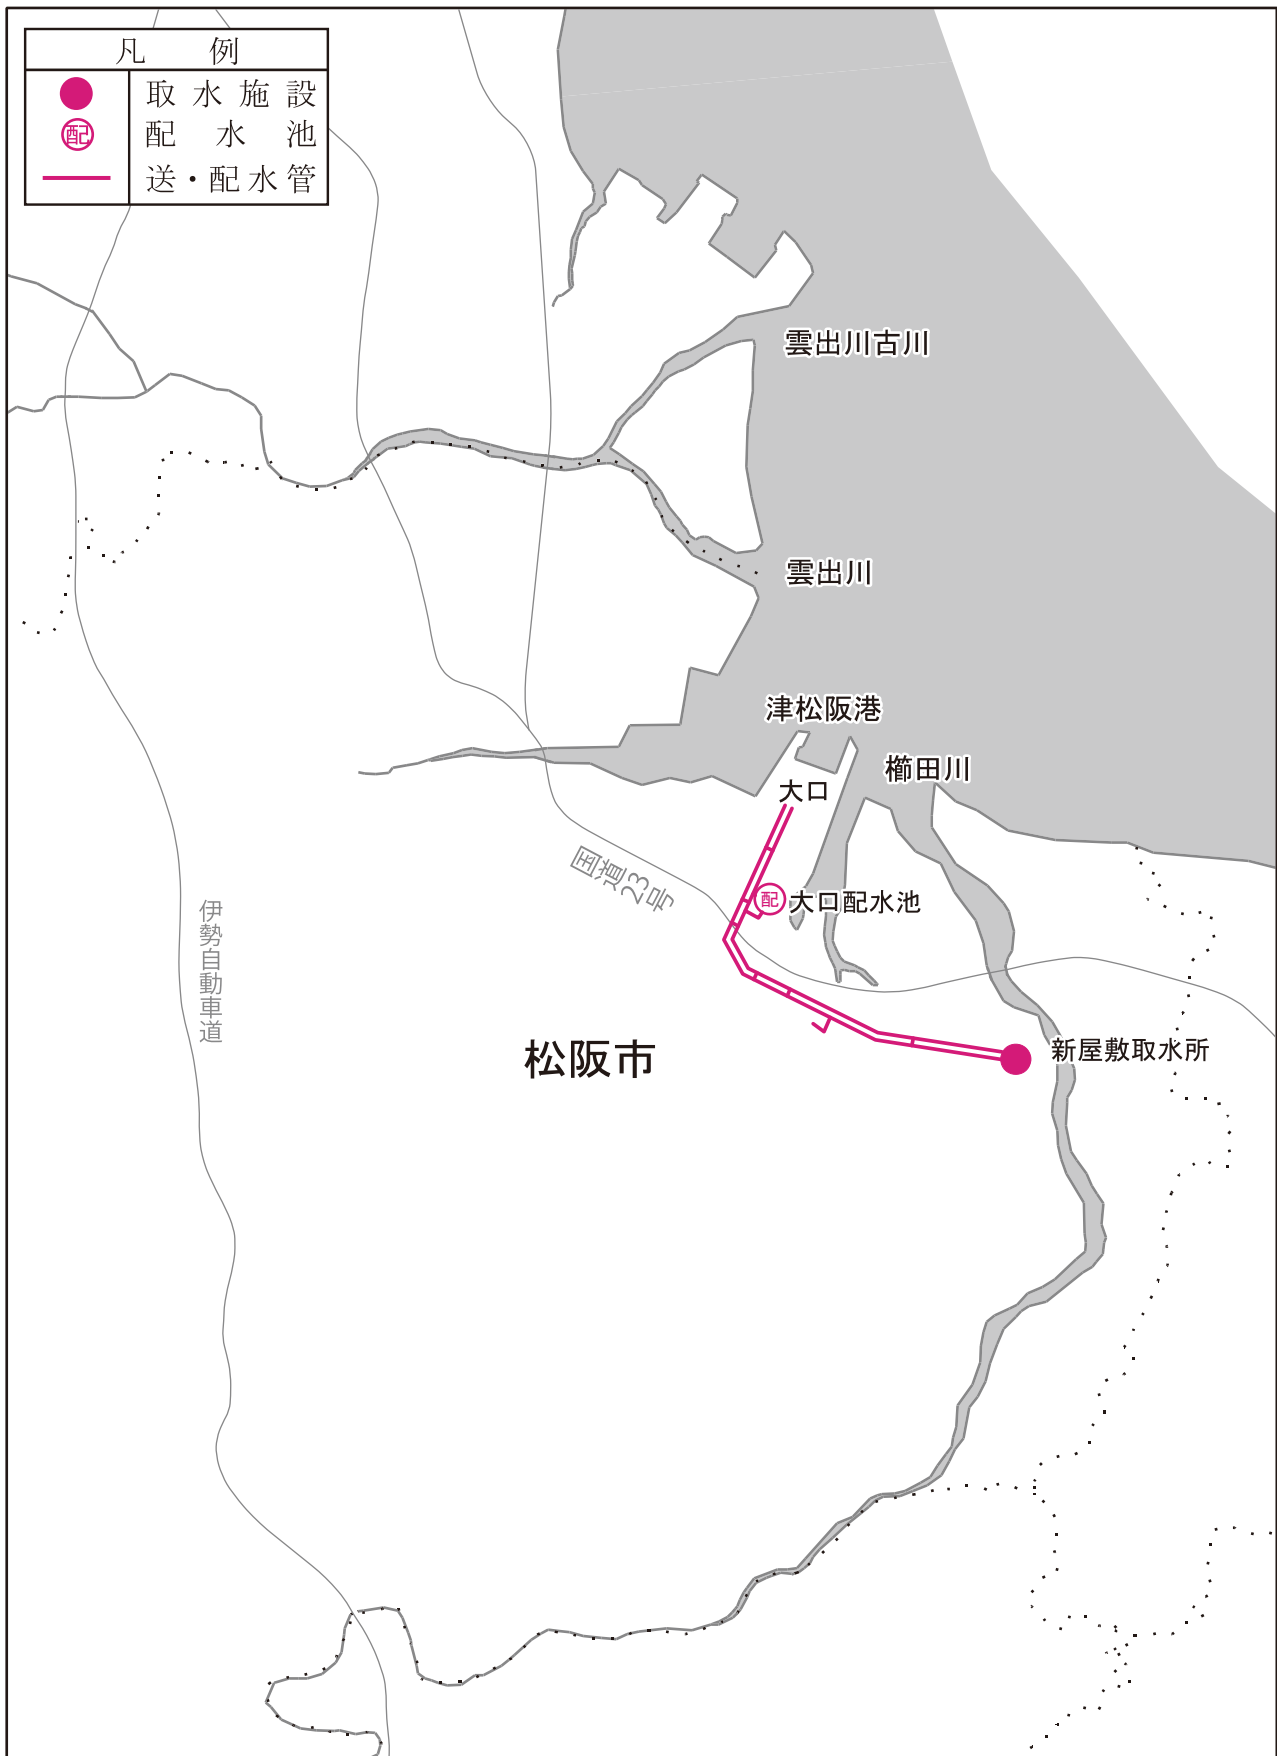 凡例
取水施設
配 配水池
送・配水管
雲出川古川
雲出川
津松阪港
櫛田川
大口
国道23号
配 大口配水池
伊勢自動車道
松阪市
新屋敷取水所